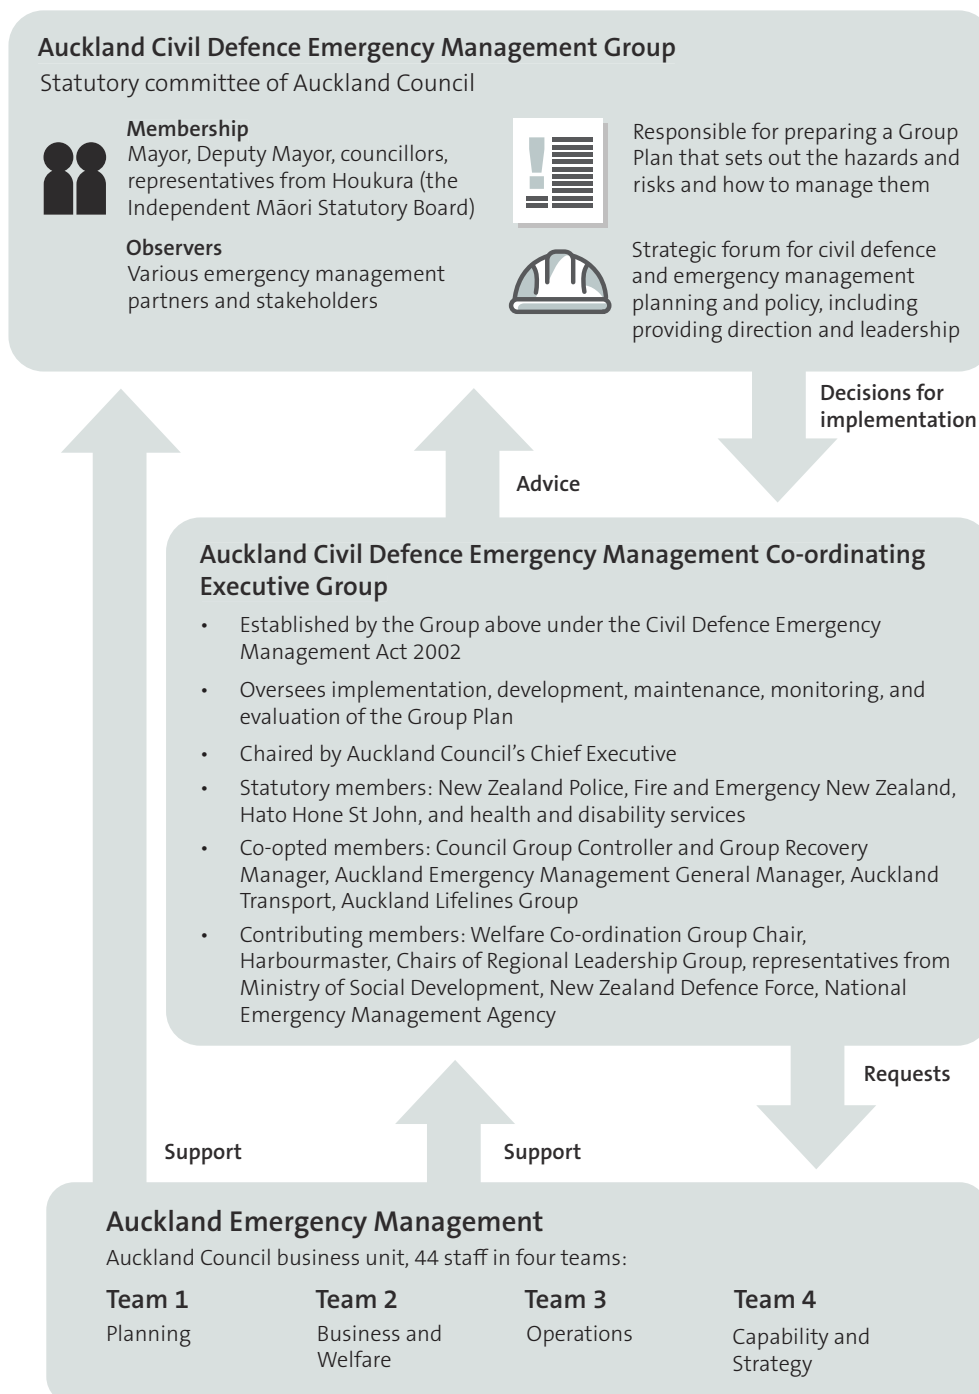 Auckland Civil Defence Emergency Management Group
Statutory committee of Auckland Council
Membership
Mayor, Deputy Mayor, councillors,
representatives from Houkura (the
Independent Māori Statutory Board)
Observers
Various emergency management
partners and stakeholders
Responsible for preparing a Group
Plan that sets out the hazards and
risks and how to manage them
Strategic forum for civil defence
and emergency management
planning and policy, including
providing direction and leadership
Decisions for
implementation
Advice
Auckland Civil Defence Emergency Management Co-ordinating
Executive Group
• Established by the Group above under the Civil Defence Emergency
Management Act 2002
• Oversees implementation, development, maintenance, monitoring, and
evaluation of the Group Plan
• Chaired by Auckland Council’s Chief Executive
• Statutory members: New Zealand Police, Fire and Emergency New Zealand,
Hato Hone St John, and health and disability services
• Co-opted members: Council Group Controller and Group Recovery
Manager, Auckland Emergency Management General Manager, Auckland
Transport, Auckland Lifelines Group
• Contributing members: Welfare Co-ordination Group Chair,
Harbourmaster, Chairs of Regional Leadership Group, representatives from
Ministry of Social Development, New Zealand Defence Force, National
Emergency Management Agency
Requests
Support
Support
Auckland Emergency Management
Auckland Council business unit, 44 staff in four teams:
Team 1
Planning
Team 2
Business and
Welfare
Team 3
Operations
Team 4
Capability and
Strategy